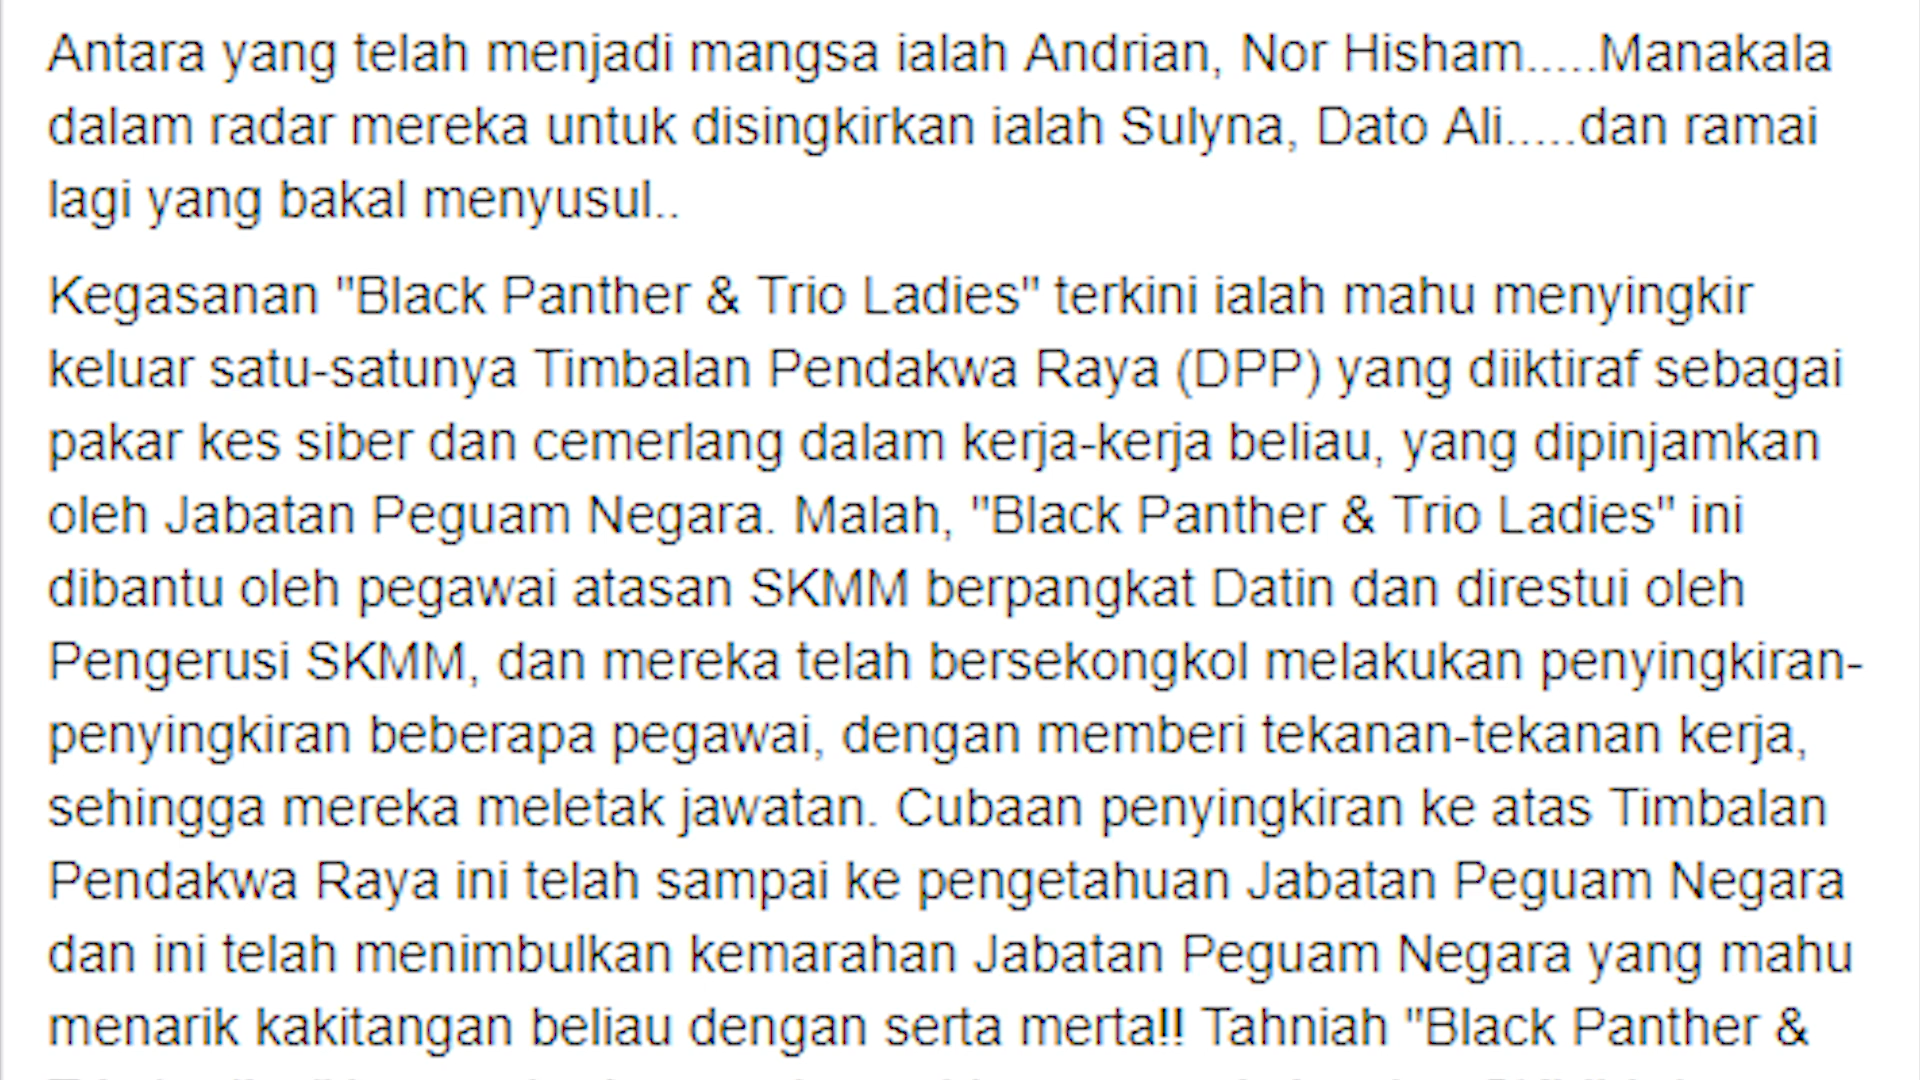 Antara yang telah menjadi mangsa ialah Andrian, Nor Hisham.....Manakala
dalam radar mereka untuk disingkirkan ialah Sulyna, Dato Ali.....dan ramai
lagi yang bakal menyusul..
Kegasanan "Black Panther & Trio Ladies" terkini ialah mahu menyingkir
keluar satu-satunya Timbalan Pendakwa Raya (DPP) yang diiktiraf sebagai
pakar kes siber dan cemerlang dalam kerja-kerja beliau, yang dipinjamkan
oleh Jabatan Peguam Negara. Malah, "Black Panther & Trio Ladies" ini
dibantu oleh pegawai atasan SKMM berpangkat Datin dan direstui oleh
Pengerusi SKMM, dan mereka telah bersekongkol melakukan penyingkiran-
penyingkiran beberapa pegawai, dengan memberi tekanan-tekanan kerja,
sehingga mereka meletak jawatan. Cubaan penyingkiran ke atas Timbalan
Pendakwa Raya ini telah sampai ke pengetahuan Jabatan Peguam Negara
dan ini telah menimbulkan kemarahan Jabatan Peguam Negara yang mahu
menarik kakitangan beliau dengan serta merta!! Tahniah "Black Panther &